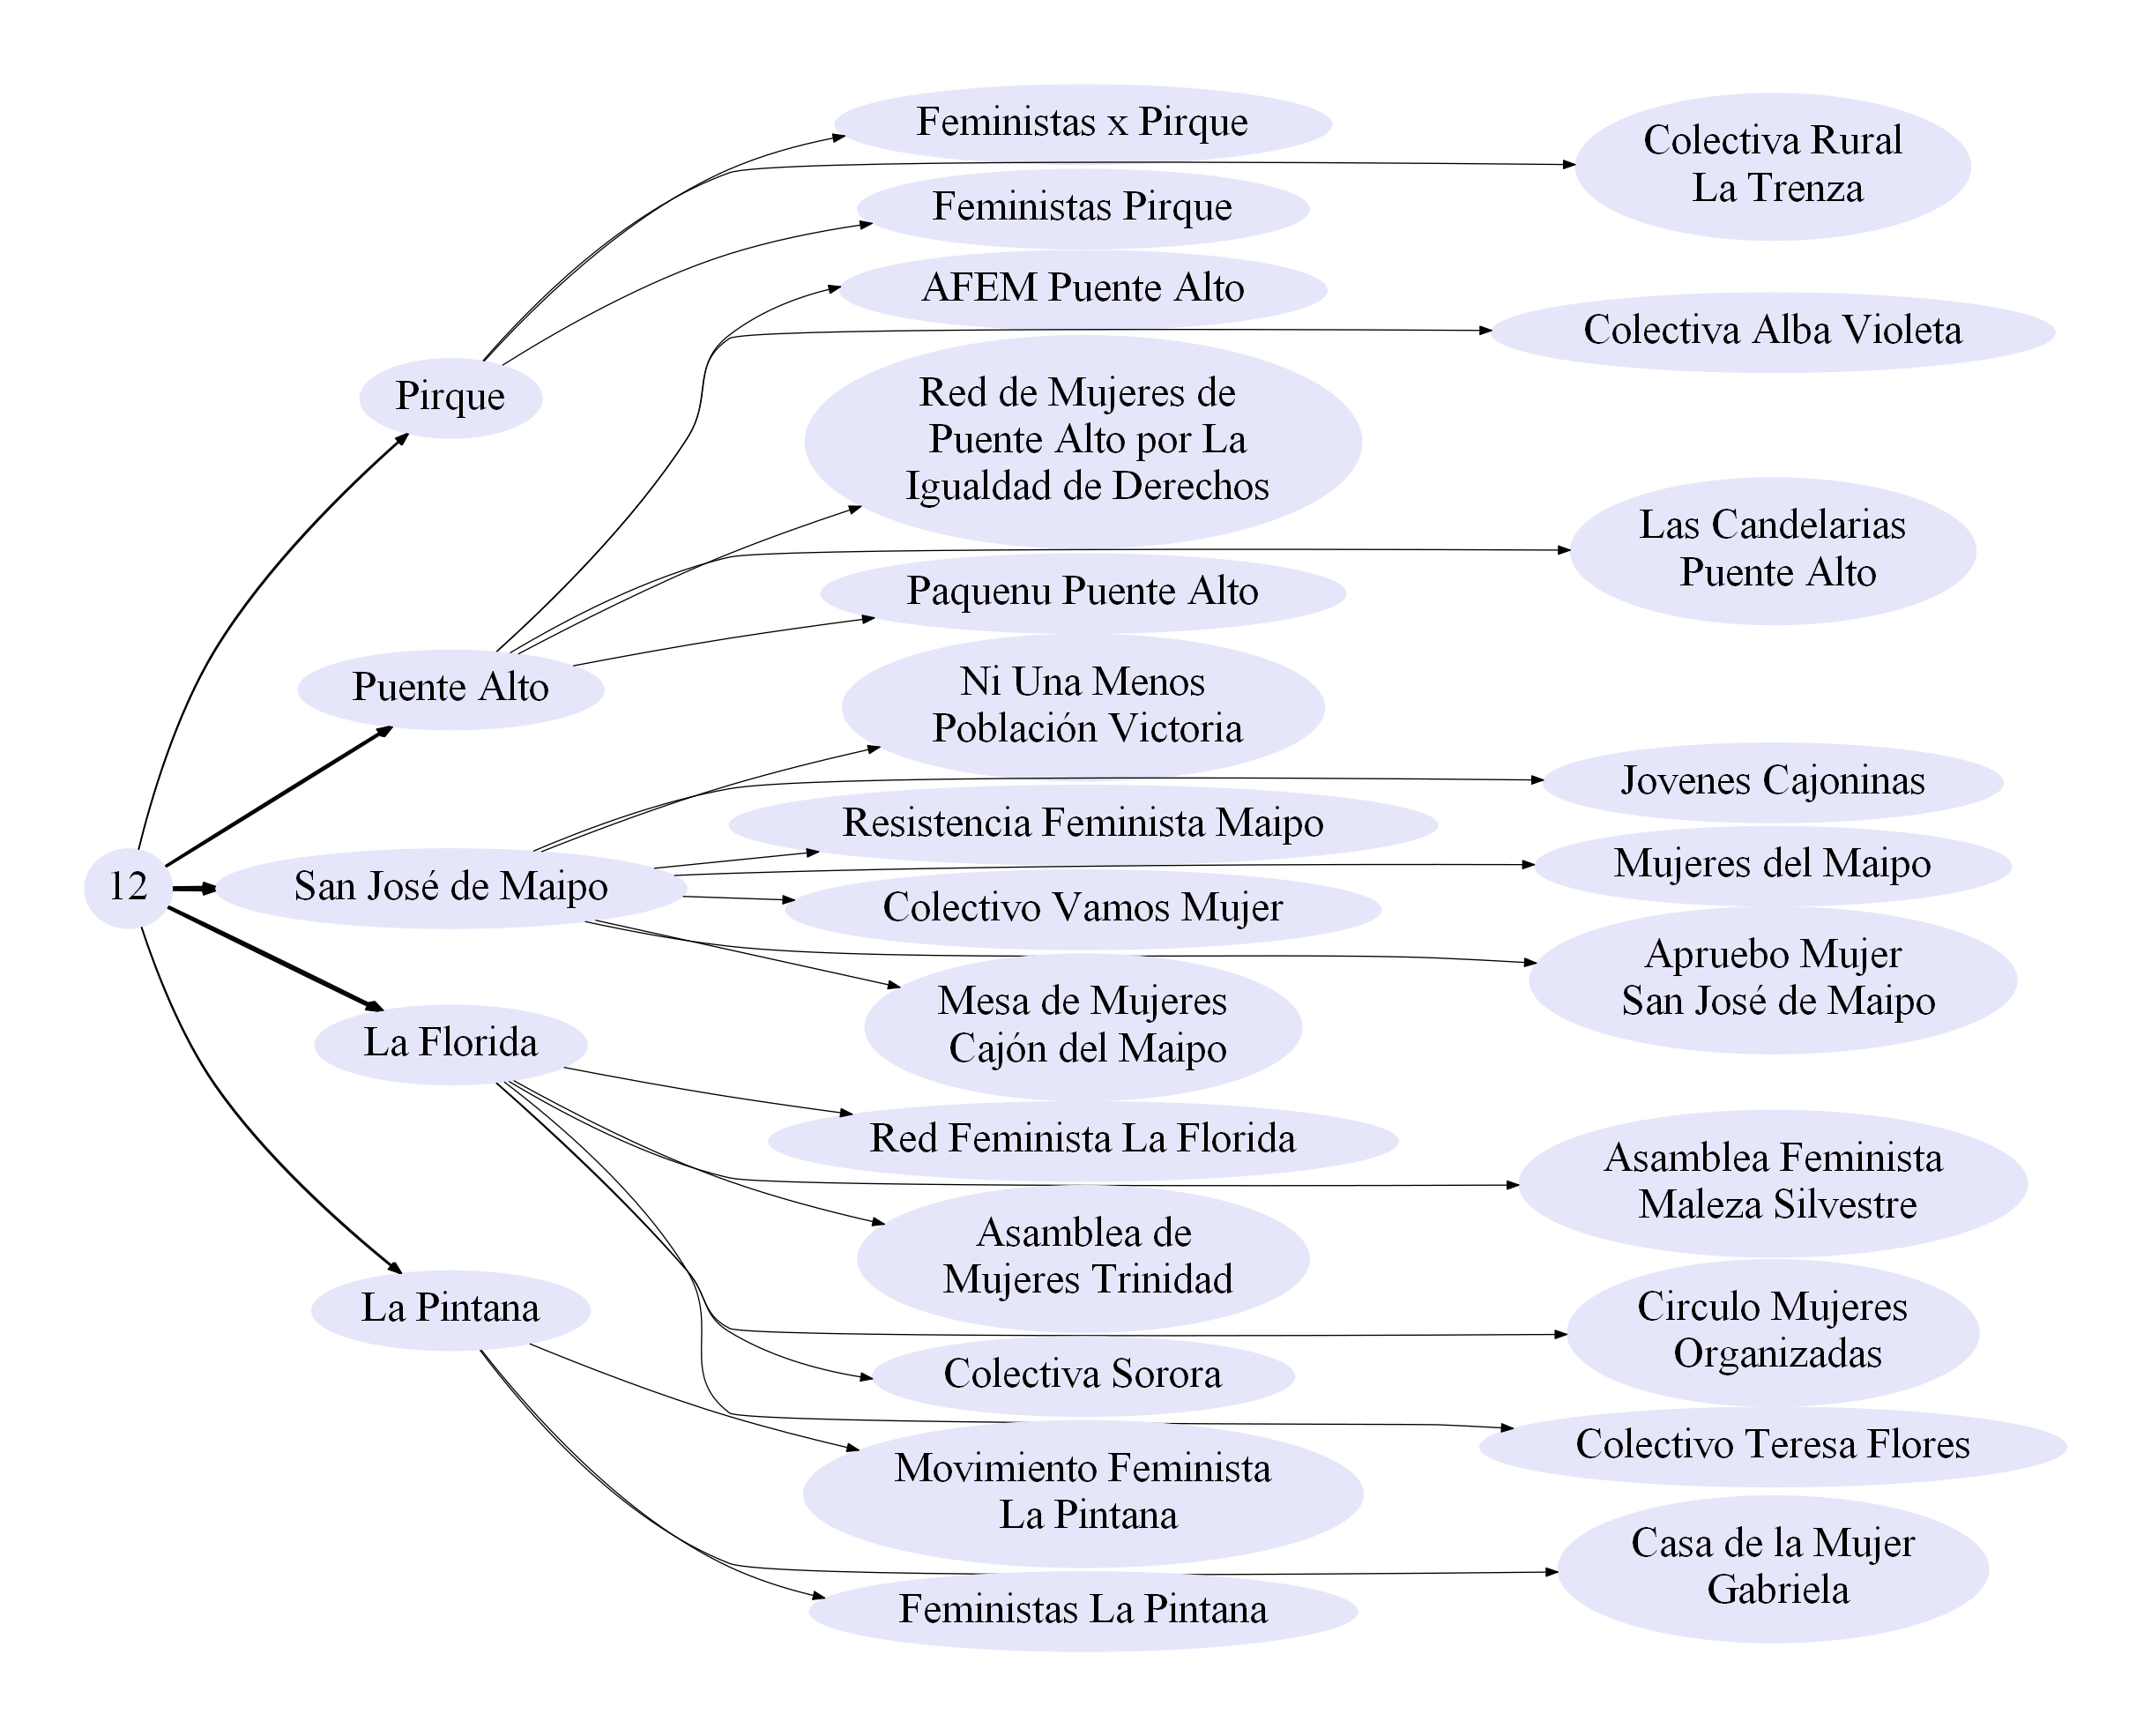 12
Pirque
Puente Alto
San José de Maipo
La Florida
La Pintana
Feministas x Pirque
Feministas Pirque
AFEM Puente Alto
Red de Mujeres de
Puente Alto por La
Igualdad de Derechos
Paquenu Puente Alto
Ni Una Menos
Población Victoria
Resistencia Feminista Maipo
Colectivo Vamos Mujer
Mesa de Mujeres
Cajón del Maipo
Red Feminista La Florida
Asamblea de
Mujeres Trinidad
Colectiva Sorora
Movimiento Feminista
La Pintana
Feministas La Pintana
Colectiva Rural
La Trenza
Colectiva Alba Violeta
Las Candelarias
Puente Alto
Jovenes Cajoninas
Mujeres del Maipo
Apruebo Mujer
San José de Maipo
Asamblea Feminista
Maleza Silvestre
Circulo Mujeres
Organizadas
Colectivo Teresa Flores
Casa de la Mujer
Gabriela